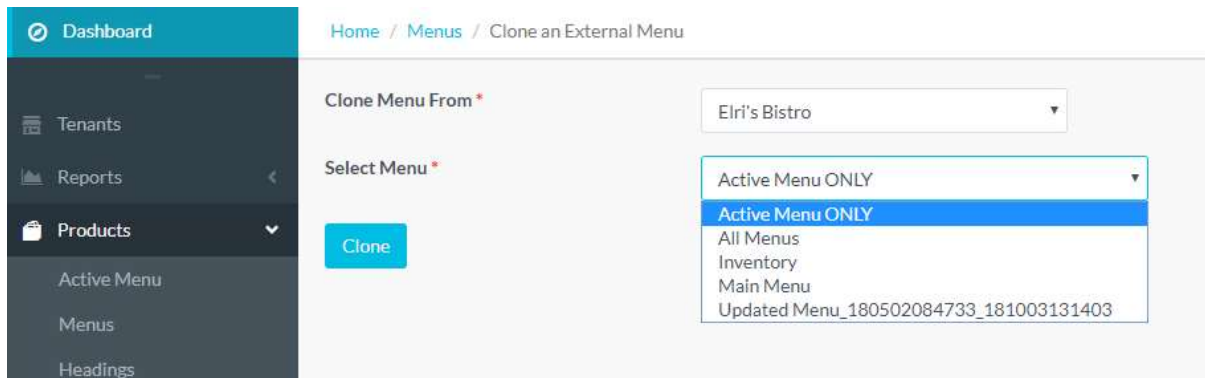 Dashboard
Home / Menus / Clone an External Menu
Tenants
Reports
Products
Active Menu
Menus
Headings
Clone Menu From *
Elri's Bistro
Select Menu *
Active Menu ONLY
Active Menu ONLY
All Menus
Inventory
Main Menu
Updated Menu_180502084733_181003131403
Clone